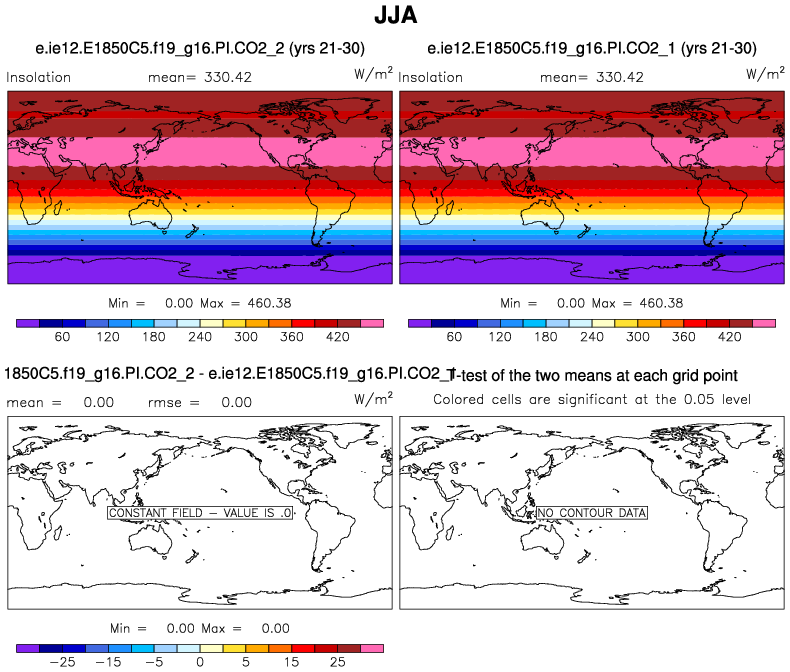 JJA
e.ie12.E1850C5.f19_g16.PI.CO2_2 (yrs 21-30)
Insolation mean= 330.42 W/m²
Min = 0.00 Max = 460.38
60 120 180 240 300 360 420
e.ie12.E1850C5.f19_g16.PI.CO2_1 (yrs 21-30)
Insolation mean= 330.42 W/m²
Min = 0.00 Max = 460.38
60 120 180 240 300 360 420
1850C5.f19_g16.PI.CO2_2 - e.ie12.E1850C5.f19_g16.PI.CO2_1
mean = 0.00 rmse = 0.00 W/m²
CONSTANT FIELD - VALUE IS .0
Min = 0.00 Max = 0.00
-25 -15 -5 0 5 15 25
T-test of the two means at each grid point
Colored cells are significant at the 0.05 level
NO CONTOUR DATA